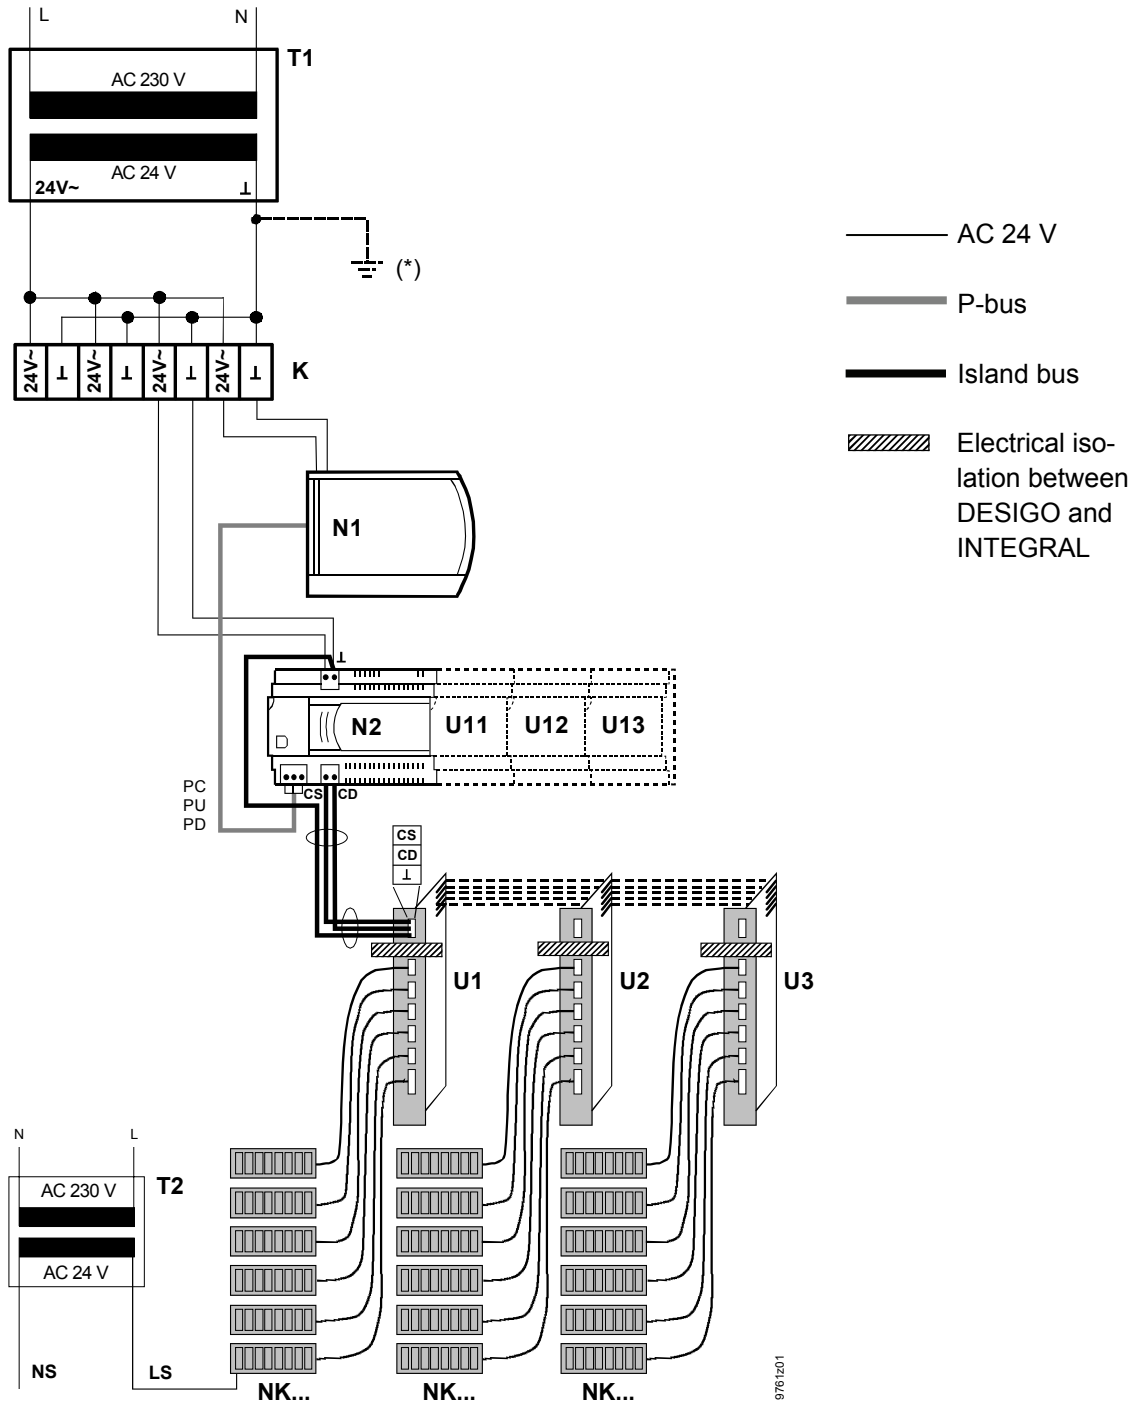 L
N
T1
AC 230 V
AC 24 V
24V~
⊥
(*)
24V~
⊥
24V~
⊥
24V~
⊥
24V~
⊥
K
AC 24 V
P-bus
Island bus
Electrical iso-
lation between
DESIGO and
INTEGRAL
N1
⊥
N2
U11
U12
U13
PC
PU
PD
CS
CD
CS
CD
⊥
U1
U2
U3
N
L
T2
AC 230 V
AC 24 V
NS
LS
NK...
NK...
NK...
9761z01